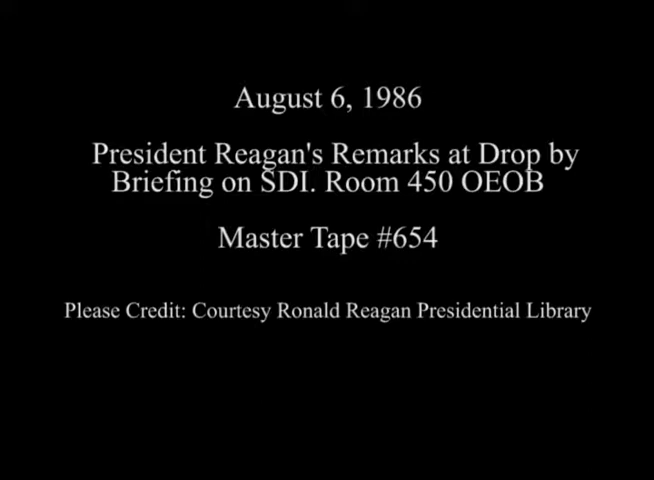 August 6, 1986
President Reagan's Remarks at Drop by
Briefing on SDI. Room 450 OEOB
Master Tape #654
Please Credit: Courtesy Ronald Reagan Presidential Library